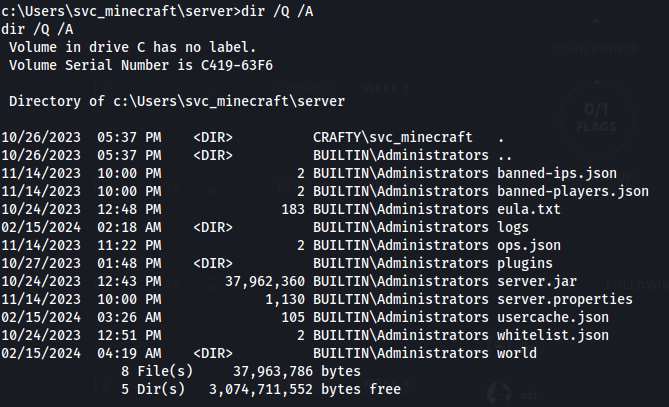 c:\Users\svc_minecraft\server>dir /Q /A
dir /Q /A
 Volume in drive C has no label.
 Volume Serial Number is C419-63F6

 Directory of c:\Users\svc_minecraft\server

10/26/2023  05:37 PM    <DIR>          CRAFTY\svc_minecraft   .
10/26/2023  05:37 PM    <DIR>          BUILTIN\Administrators ..
11/14/2023  10:00 PM                 2 BUILTIN\Administrators banned-ips.json
11/14/2023  10:00 PM                 2 BUILTIN\Administrators banned-players.json
10/24/2023  12:48 PM               183 BUILTIN\Administrators eula.txt
02/15/2024  02:18 AM    <DIR>          BUILTIN\Administrators logs
11/14/2023  11:22 PM                 2 BUILTIN\Administrators ops.json
10/27/2023  01:48 PM    <DIR>          BUILTIN\Administrators plugins
10/24/2023  12:43 PM        37,962,360 BUILTIN\Administrators server.jar
11/14/2023  10:00 PM             1,130 BUILTIN\Administrators server.properties
02/15/2024  03:26 AM               105 BUILTIN\Administrators usercache.json
10/24/2023  12:51 PM                 2 BUILTIN\Administrators whitelist.json
02/15/2024  04:19 AM    <DIR>          BUILTIN\Administrators world
               8 File(s)     37,963,786 bytes
               5 Dir(s)   3,074,711,552 bytes free
YOUR POINTS
WEEK 1
0/1
FLAGS
xct